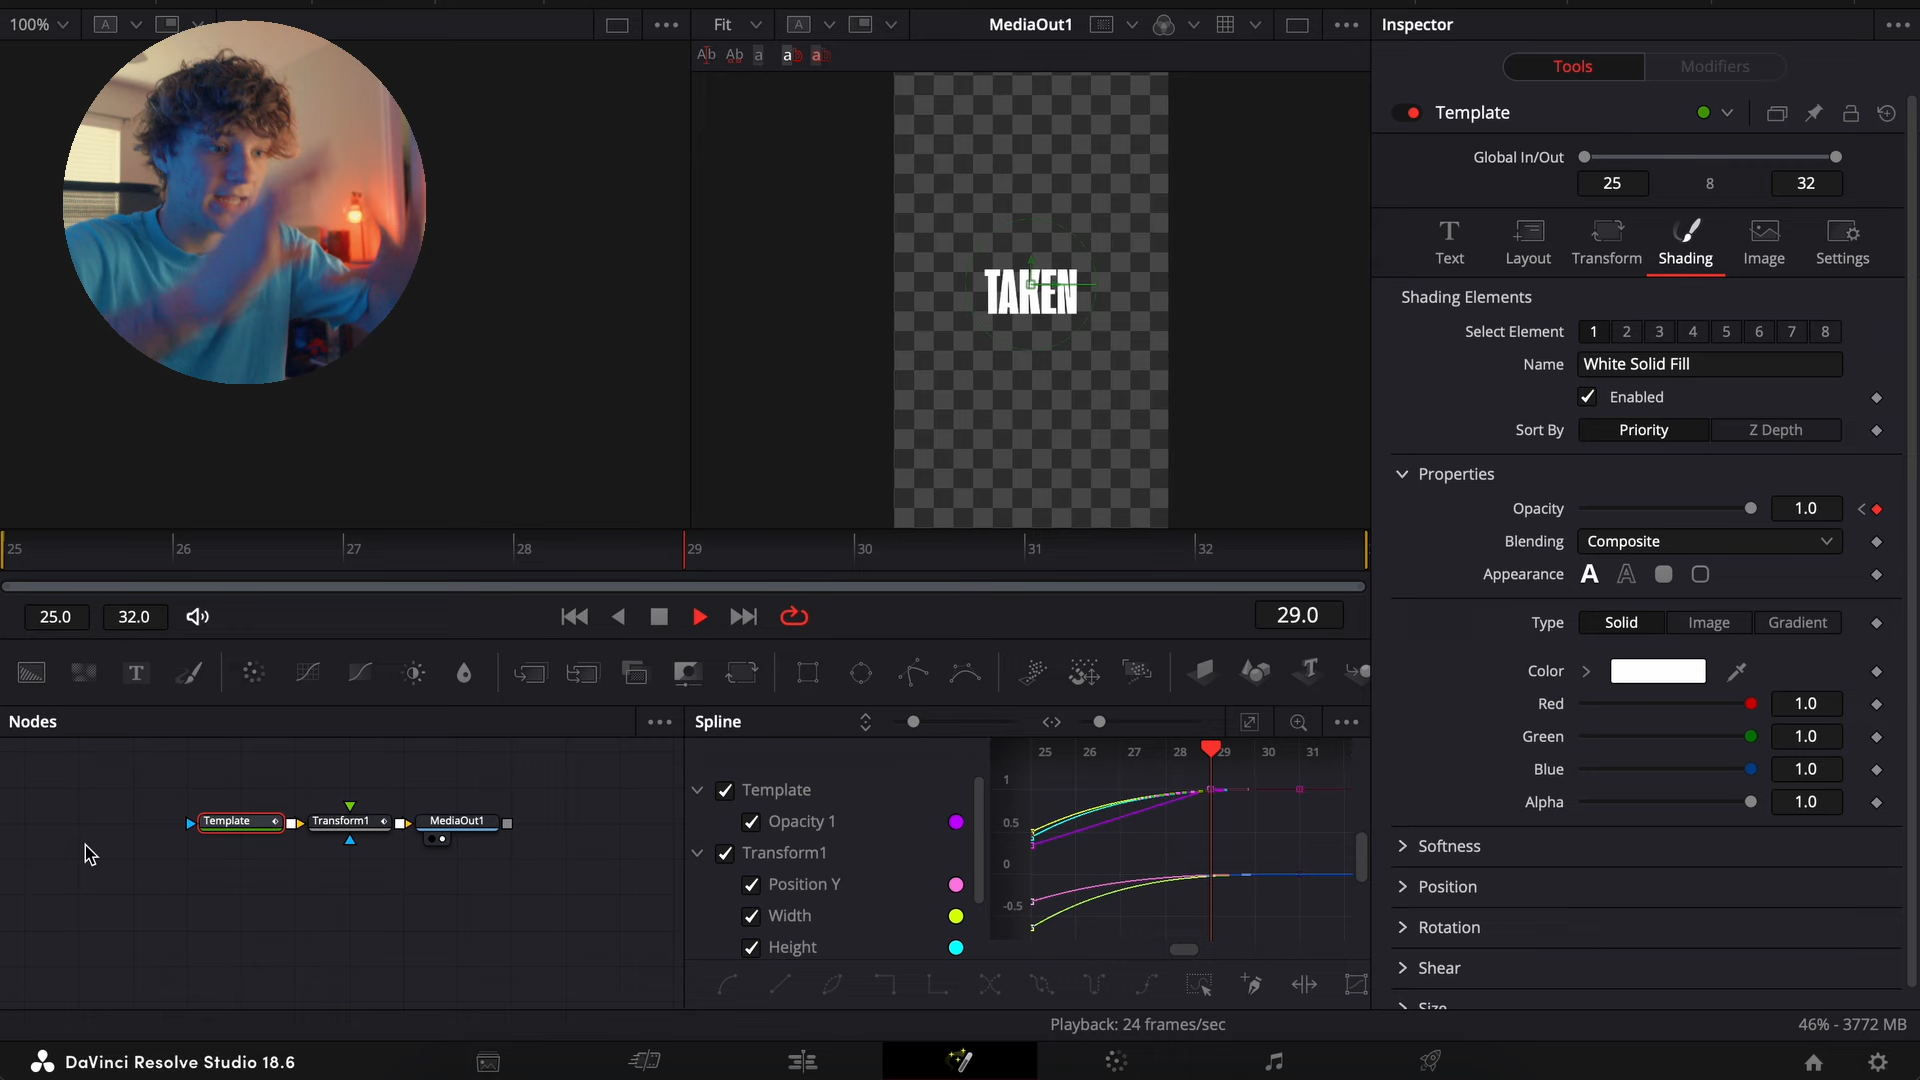 100%
A
Fit
A
MediaOut1
Inspector
Ab Ab a a a
Tools
Modifiers
TAKEN
Template
Global In/Out
25
8
32
T
Text
Layout
Transform
Shading
Image
Settings
Shading Elements
Select Element
1 2 3 4 5 6 7 8
Name
White Solid Fill
Enabled
Sort By
Priority
Z Depth
Properties
Opacity
1.0
Blending
Composite
Appearance
A A
Type
Solid
Image
Gradient
Color
Red
1.0
Green
1.0
Blue
1.0
Alpha
1.0
Softness
Position
Rotation
Shear
Size
25 26 27 28 29 30 31 32
25.0
32.0
29.0
T
T
Nodes
Template
Transform1
MediaOut1
Spline
25 26 27 28 29 30 31
1
0.5
0
-0.5
Template
Opacity 1
Transform1
Position Y
Width
Height
Playback: 24 frames/sec
46% - 3772 MB
DaVinci Resolve Studio 18.6